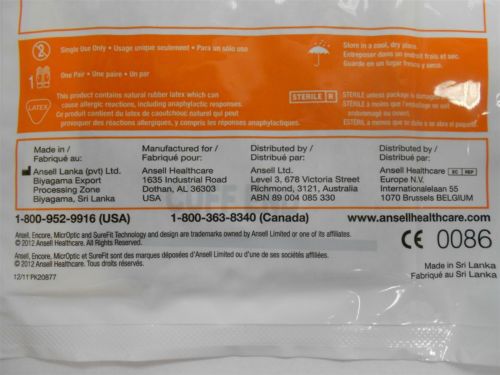 Single Use Only • Usage unique seulement • Para un sólo uso
Store in a cool, dry place.
Entreposer dans un endroit frais et sec.
Guarde en un lugar fresco y seco.
1
One Pair • Une paire • Un par
LATEX
This product contains natural rubber latex which can
cause allergic reactions, including anaphylactic responses.
Ce produit contient du latex de caoutchouc naturel qui peut
provoquer des réactions allergiques, y compris les anaphylactiques.
STERILE R
STERILE unless package is damaged
STÉRILE à moins que l'emballage ne soit
Made in /
Fabriqué au:
Ansell Lanka (pvt) Ltd.
Biyagama Export
Processing Zone
Biyagama, Sri Lanka
Manufactured for /
Fabriqué pour:
Ansell Healthcare
1635 Industrial Road
Dothan, AL 36303
USA
Distributed by /
Distribué par:
Ansell Ltd.
Level 3, 678 Victoria Street
Richmond, 3121, Australia
ABN 89 004 085 330
Distributed by /
Distribué par:
Ansell Healthcare EC REP
Europe N.V.
Internationalelaan 55
1070 Brussels BELGIUM
CUFF END
1-800-952-9916 (USA)
1-800-363-8340 (Canada)
www.ansellhealthcare.com
Ansell, Encore, MicrOptic and SureFit Technology and design are trademarks owned by Ansell Limited or one of its affiliates.
© 2012 Ansell Healthcare. All Rights Reserved.
Ansell, Encore, MicrOptic et SureFit sont des marques déposées d'Ansell Limited ou d'une de ses sociétés affiliées.
© 2012 Ansell Healthcare. Tous droits réservés.
12/11 PK20877
CE 0086
Made in Sri Lanka
Fabriqué au Sri Lanka